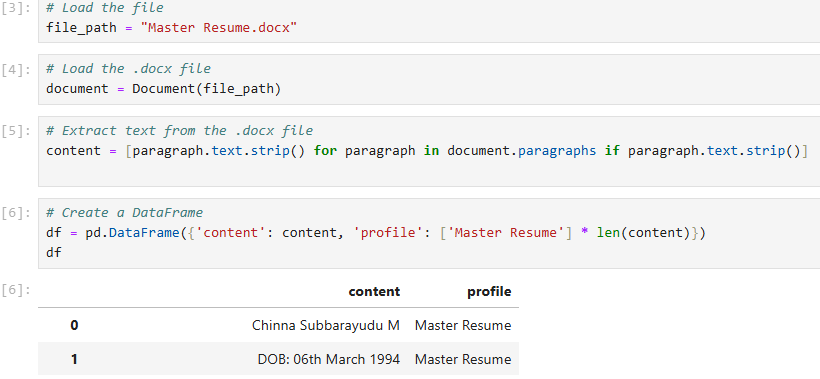 [3]: # Load the file
file_path = "Master Resume.docx"
[4]: # Load the .docx file
document = Document(file_path)
[5]: # Extract text from the .docx file
content = [paragraph.text.strip() for paragraph in document.paragraphs if paragraph.text.strip()]
[6]: # Create a DataFrame
df = pd.DataFrame({'content': content, 'profile': ['Master Resume'] * len(content)})
df
[6]: content profile
0 Chinna Subbarayudu M Master Resume
1 DOB: 06th March 1994 Master Resume